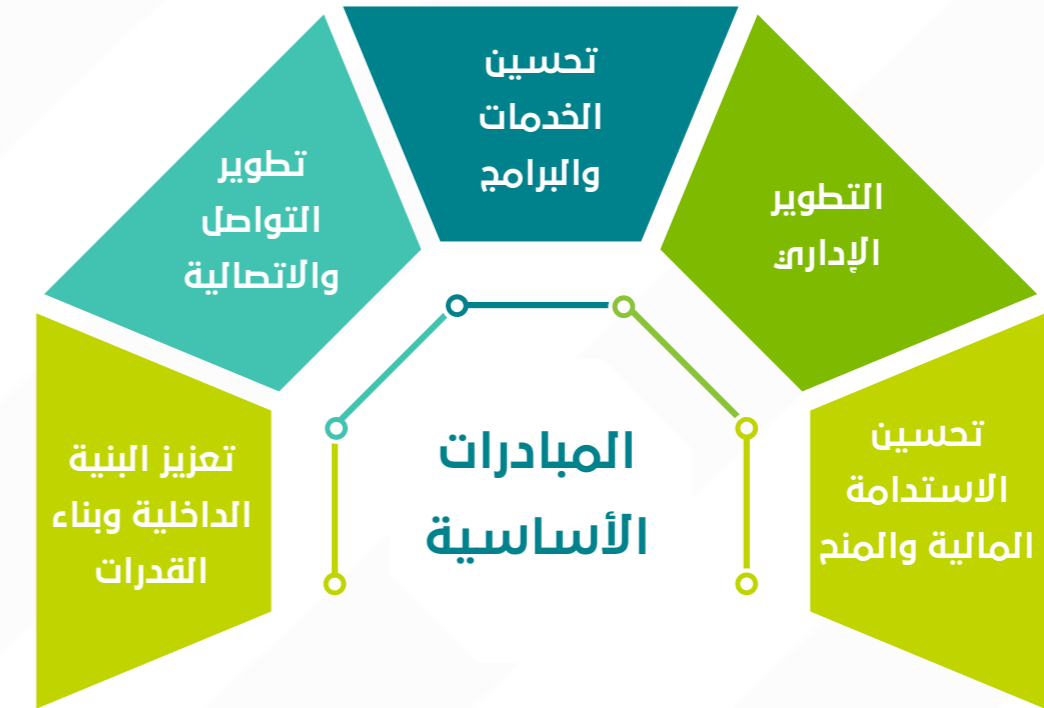 المبادرات
الأساسية
تحسين
الاستدامة
المالية والمنح
التطوير
الإداري
تحسين
الخدمات
والبرامج
تطوير
التواصل
والاتصالية
تعزيز البنية
الداخلية وبناء
القدرات